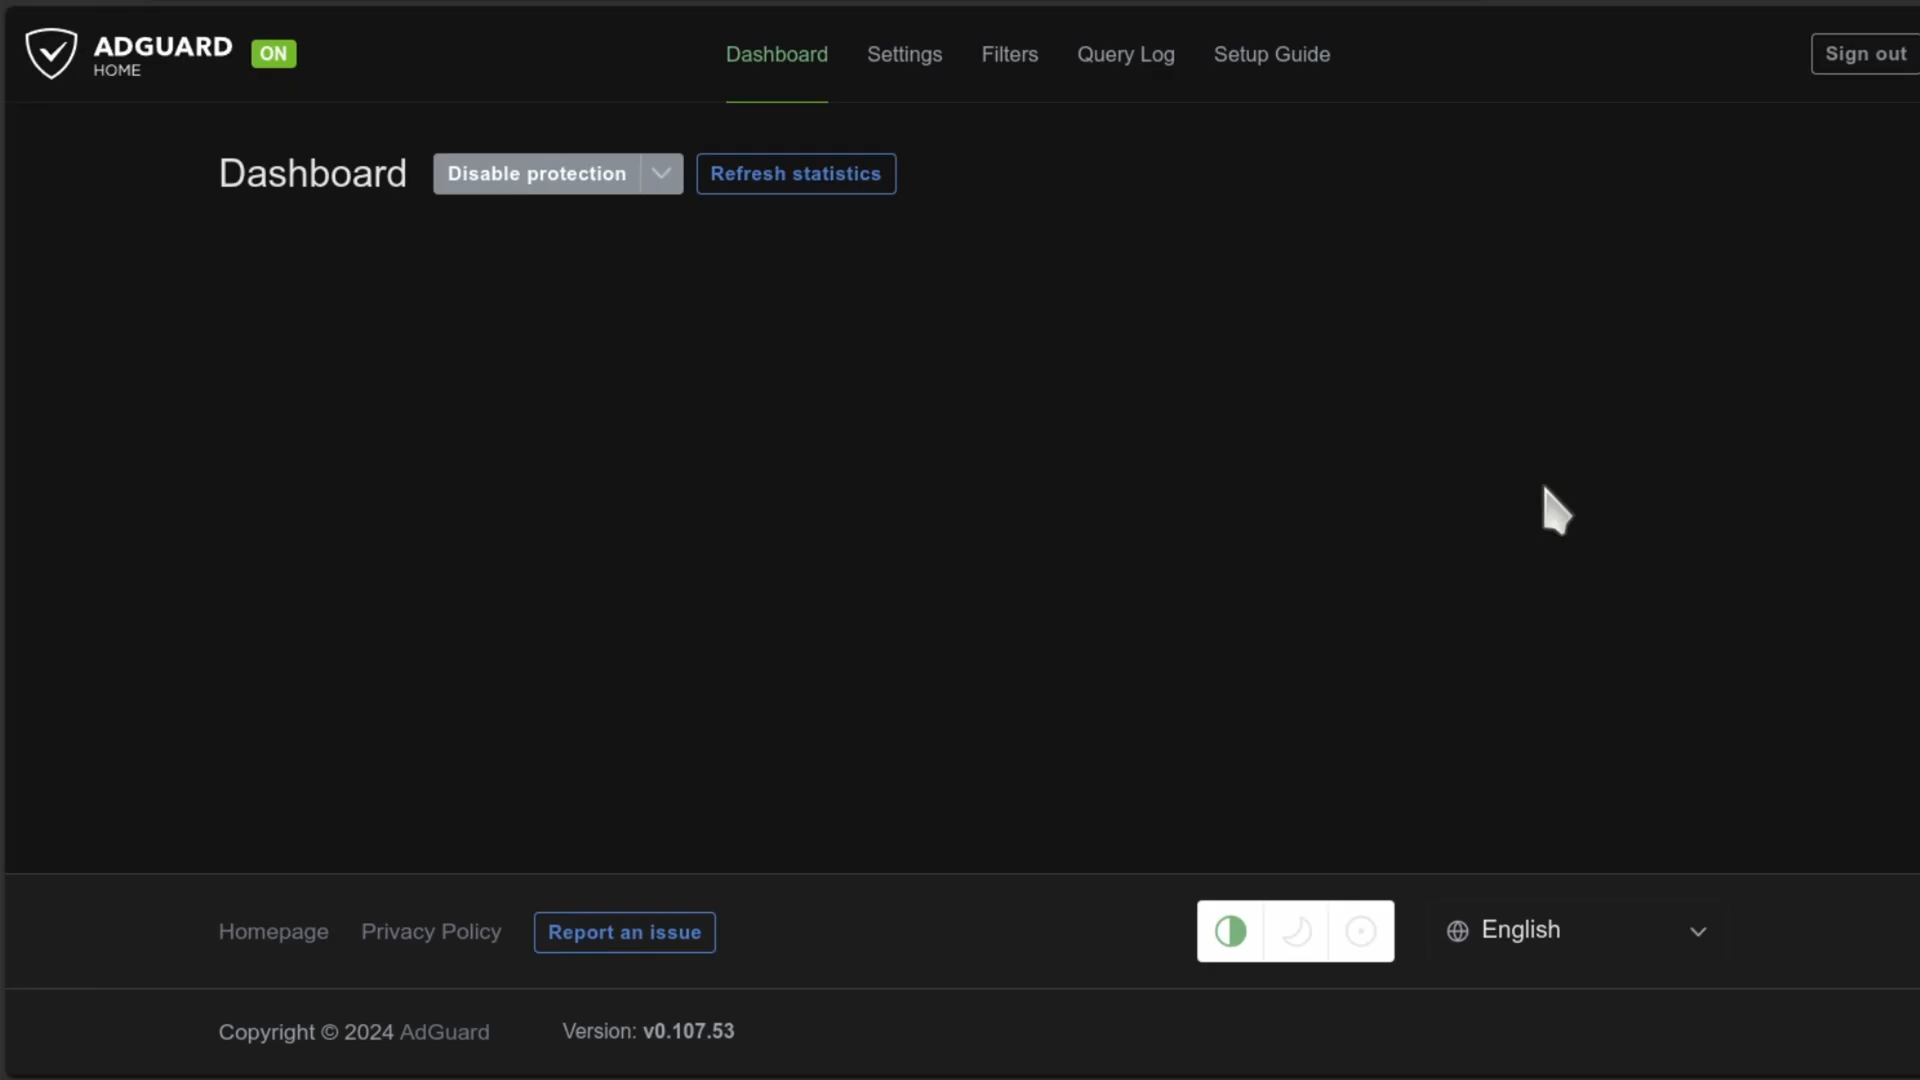 ADGUARD
HOME
ON
Dashboard
Settings
Filters
Query Log
Setup Guide
Sign out
Dashboard
Disable protection
Refresh statistics
Homepage
Privacy Policy
Report an issue
English
Copyright © 2024 AdGuard
Version: v0.107.53